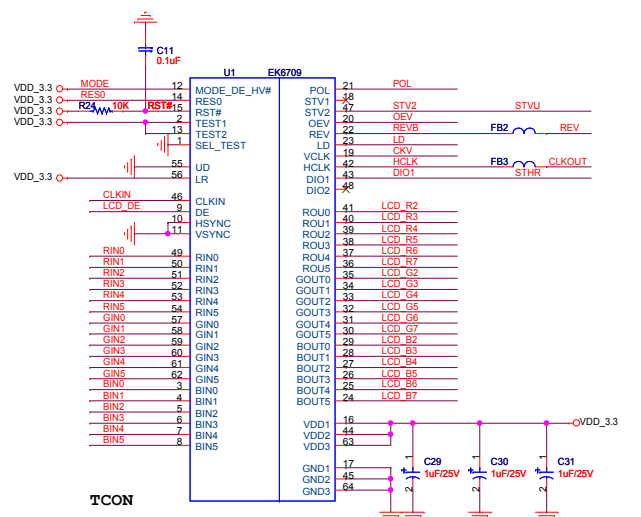 C11
0.1uF
U1 EK6709
VDD_3.3 MODE 12 MODE_DE_HV# POL 21 POL
VDD_3.3 RES0 14 RES0 STV1 18
VDD_3.3 R24 10K RST# 15 RST# STV2 47 STV2 STVU
VDD_3.3 2 TEST1 OEV 20 OEV
13 TEST2 REV 22 REVB FB2 REV
1 SEL_TEST LD 23 LD
VCLK 19 CKV
55 UD HCLK 42 HCLK FB3 CLKOUT
VDD_3.3 56 LR DIO1 43 DIO1 STHR
DIO2 48
CLKIN 46 CLKIN
LCD_DE 9 DE ROU0 41 LCD_R2
10 HSYNC ROU1 40 LCD_R3
11 VSYNC ROU2 39 LCD_R4
ROU3 38 LCD_R5
RIN0 49 RIN0 ROU4 37 LCD_R6
RIN1 50 RIN1 ROU5 36 LCD_R7
RIN2 51 RIN2 GOUT0 35 LCD_G2
RIN3 52 RIN3 GOUT1 34 LCD_G3
RIN4 53 RIN4 GOUT2 33 LCD_G4
RIN5 54 RIN5 GOUT3 32 LCD_G5
GIN0 57 GIN0 GOUT4 31 LCD_G6
GIN1 58 GIN1 GOUT5 30 LCD_G7
GIN2 59 GIN2 BOUT0 29 LCD_B2
GIN3 60 GIN3 BOUT1 28 LCD_B3
GIN4 61 GIN4 BOUT2 27 LCD_B4
GIN5 62 GIN5 BOUT3 26 LCD_B5
BIN0 3 BIN0 BOUT4 25 LCD_B6
BIN1 4 BIN1 BOUT5 24 LCD_B7
BIN2 5 BIN2
BIN3 6 BIN3 VDD1 16 VDD_3.3
BIN4 7 BIN4 VDD2 44
BIN5 8 BIN5 VDD3 63
GND1 17 1 C29 1 C30 1 C31
GND2 45 1uF/25V 1uF/25V 1uF/25V
GND3 64 2 2 2
TCON